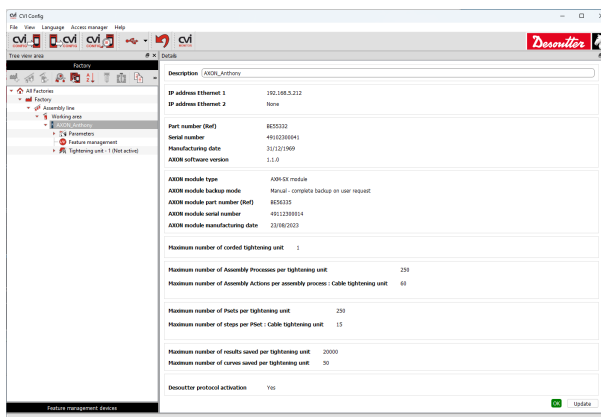 CVI Config
File View Language Access manager Help
Desoutter
Tree view area
Details
Factory
All Factories
Factory
Assembly line
Working area
AXON_Anthony
Parameters
Feature management
Tightening unit - 1 (Not active)
Feature management devices
Description AXON_Anthony
IP address Ethernet 1 192.168.5.212
IP address Ethernet 2 None
Part number (Ref) BE55332
Serial number 49102300041
Manufacturing date 31/12/1969
AXON software version 1.1.0
AXON module type AXM-SX module
AXON module backup mode Manual - complete backup on user request
AXON module part number (Ref) BE56335
AXON module serial number 49112300014
AXON module manufacturing date 23/08/2023
Maximum number of corded tightening unit 1
Maximum number of Assembly Processes per tightening unit 250
Maximum number of Assembly Actions per assembly process : Cable tightening unit 60
Maximum number of Psets per tightening unit 250
Maximum number of steps per PSet : Cable tightening unit 15
Maximum number of results saved per tightening unit 20000
Maximum number of curves saved per tightening unit 50
Desoutter protocol activation Yes
OK Update